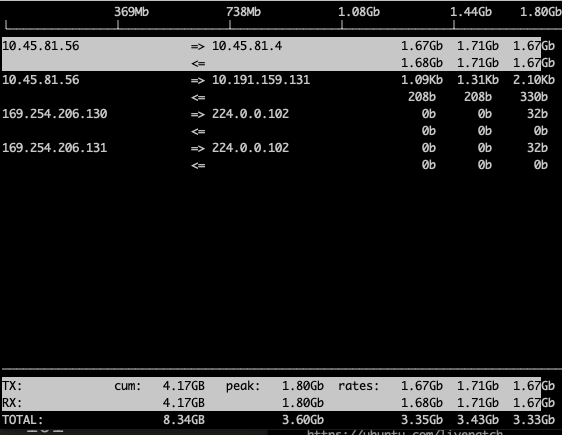 369Mb 738Mb 1.08Gb 1.44Gb 1.80Gb
10.45.81.56 => 10.45.81.4 1.67Gb 1.71Gb 1.67Gb
<= 1.68Gb 1.71Gb 1.67Gb
10.45.81.56 => 10.191.159.131 1.09Kb 1.31Kb 2.10Kb
<= 208b 208b 330b
169.254.206.130 => 224.0.0.102 0b 0b 32b
<= 0b 0b 0b
169.254.206.131 => 224.0.0.102 0b 0b 32b
<= 0b 0b 0b
TX: cum: 4.17GB peak: 1.80Gb rates: 1.67Gb 1.71Gb 1.67Gb
RX: 4.17GB 1.80Gb 1.68Gb 1.71Gb 1.67Gb
TOTAL: 8.34GB 3.60Gb 3.35Gb 3.43Gb 3.33Gb
https://ubuntu.com/livepatch